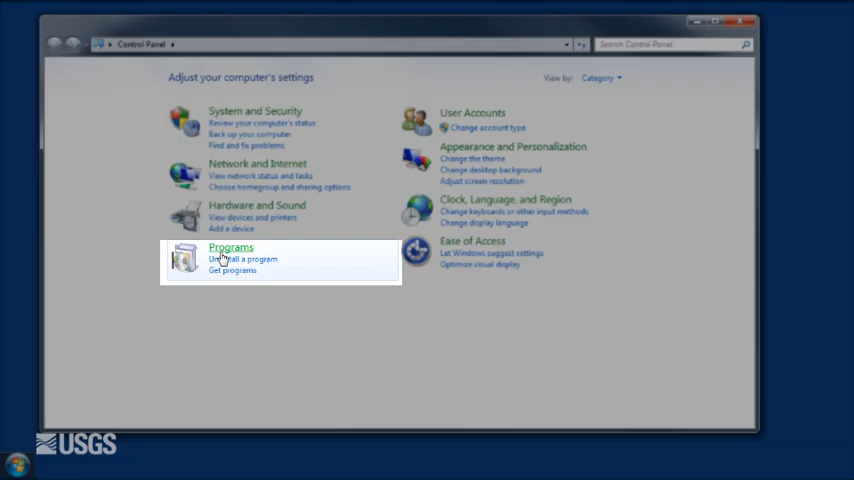 Control Panel
Search Control Panel
Adjust your computer's settings
View by: Category
System and Security
Review your computer's status
Back up your computer
Find and fix problems
Network and Internet
View network status and tasks
Choose homegroup and sharing options
Hardware and Sound
View devices and printers
Add a device
Programs
Uninstall a program
Get programs
User Accounts
Change account type
Appearance and Personalization
Change the theme
Change desktop background
Adjust screen resolution
Clock, Language, and Region
Change keyboards or other input methods
Change display language
Ease of Access
Let Windows suggest settings
Optimize visual display
USGS